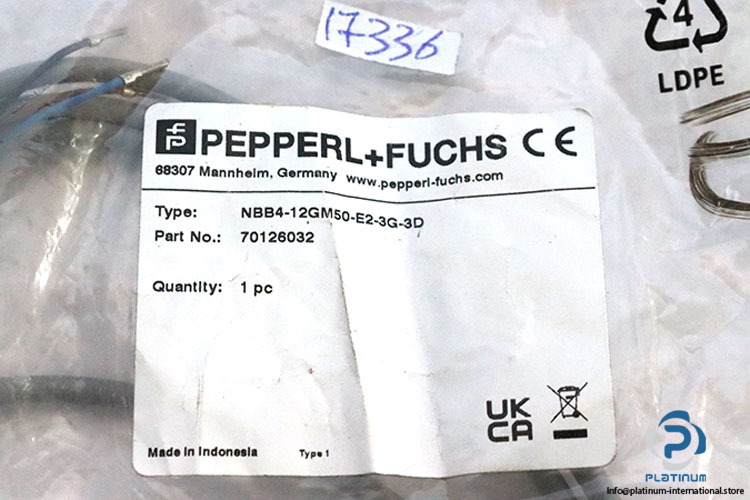 17336
4
LDPE
PEPPERL+FUCHS CE
68307 Mannheim, Germany www.pepperl-fuchs.com
Type: NBB4-12GM50-E2-3G-3D
Part No.: 70126032
Quantity: 1 pc
UK
CA
Made in Indonesia Type 1
PLATINUM
Info@platinum-international.store